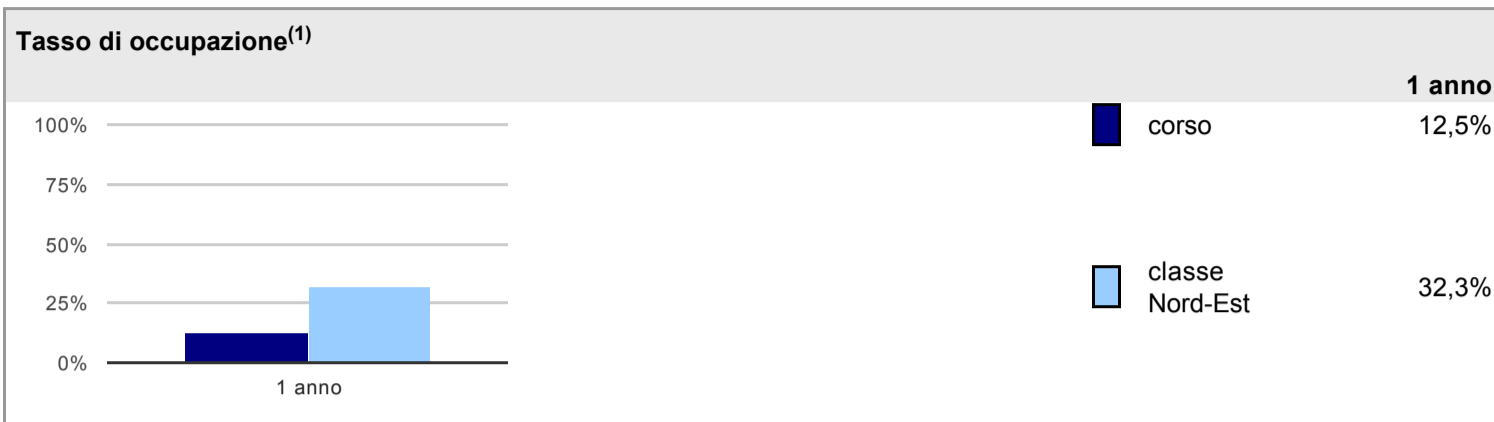 Tasso di occupazione(1)
1 anno
100%
75%
50%
25%
0%
1 anno
corso 12,5%
classe
Nord-Est 32,3%